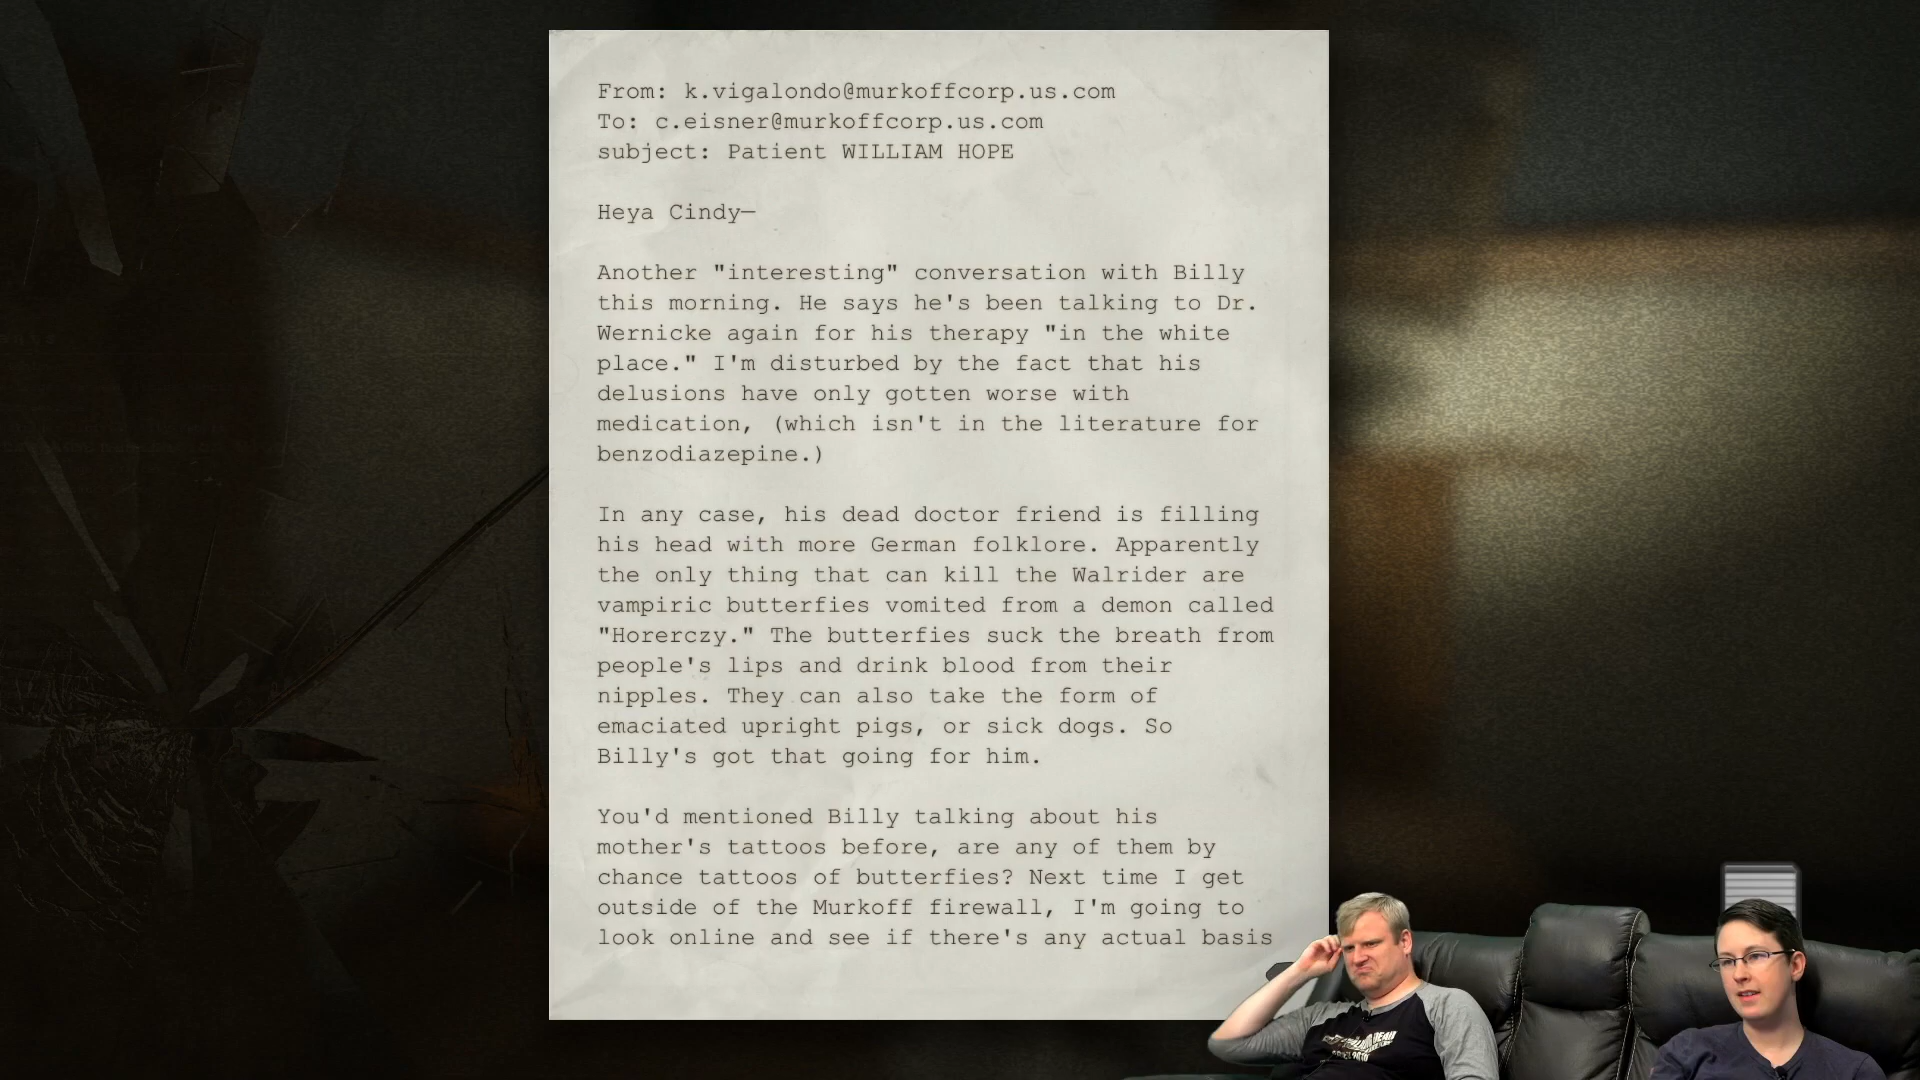 From: k.vigalondo@murkoffcorp.us.com
To: c.eisner@murkoffcorp.us.com
subject: Patient WILLIAM HOPE
Heya Cindy—
Another "interesting" conversation with Billy
this morning. He says he's been talking to Dr.
Wernicke again for his therapy "in the white
place." I'm disturbed by the fact that his
delusions have only gotten worse with
medication, (which isn't in the literature for
benzodiazepine.)
In any case, his dead doctor friend is filling
his head with more German folklore. Apparently
the only thing that can kill the Walrider are
vampiric butterfies vomited from a demon called
"Horerczy." The butterfies suck the breath from
people's lips and drink blood from their
nipples. They can also take the form of
emaciated upright pigs, or sick dogs. So
Billy's got that going for him.
You'd mentioned Billy talking about his
mother's tattoos before, are any of them by
chance tattoos of butterfies? Next time I get
outside of the Murkoff firewall, I'm going to
look online and see if there's any actual basis